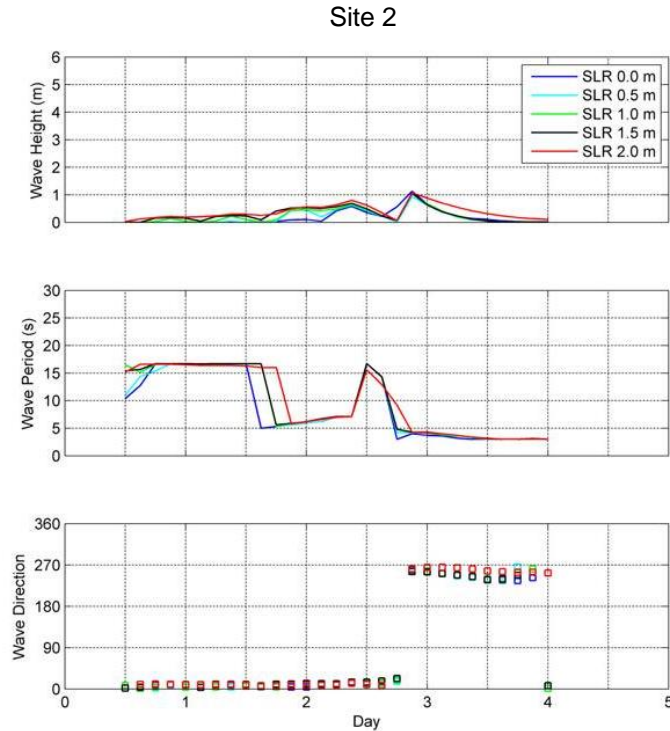 Site 2
Wave Height (m)
6
5
4
3
2
1
0
SLR 0.0 m
SLR 0.5 m
SLR 1.0 m
SLR 1.5 m
SLR 2.0 m
Wave Period (s)
30
25
20
15
10
5
0
Wave Direction
360
270
180
90
0
0 1 2 3 4 5
Day